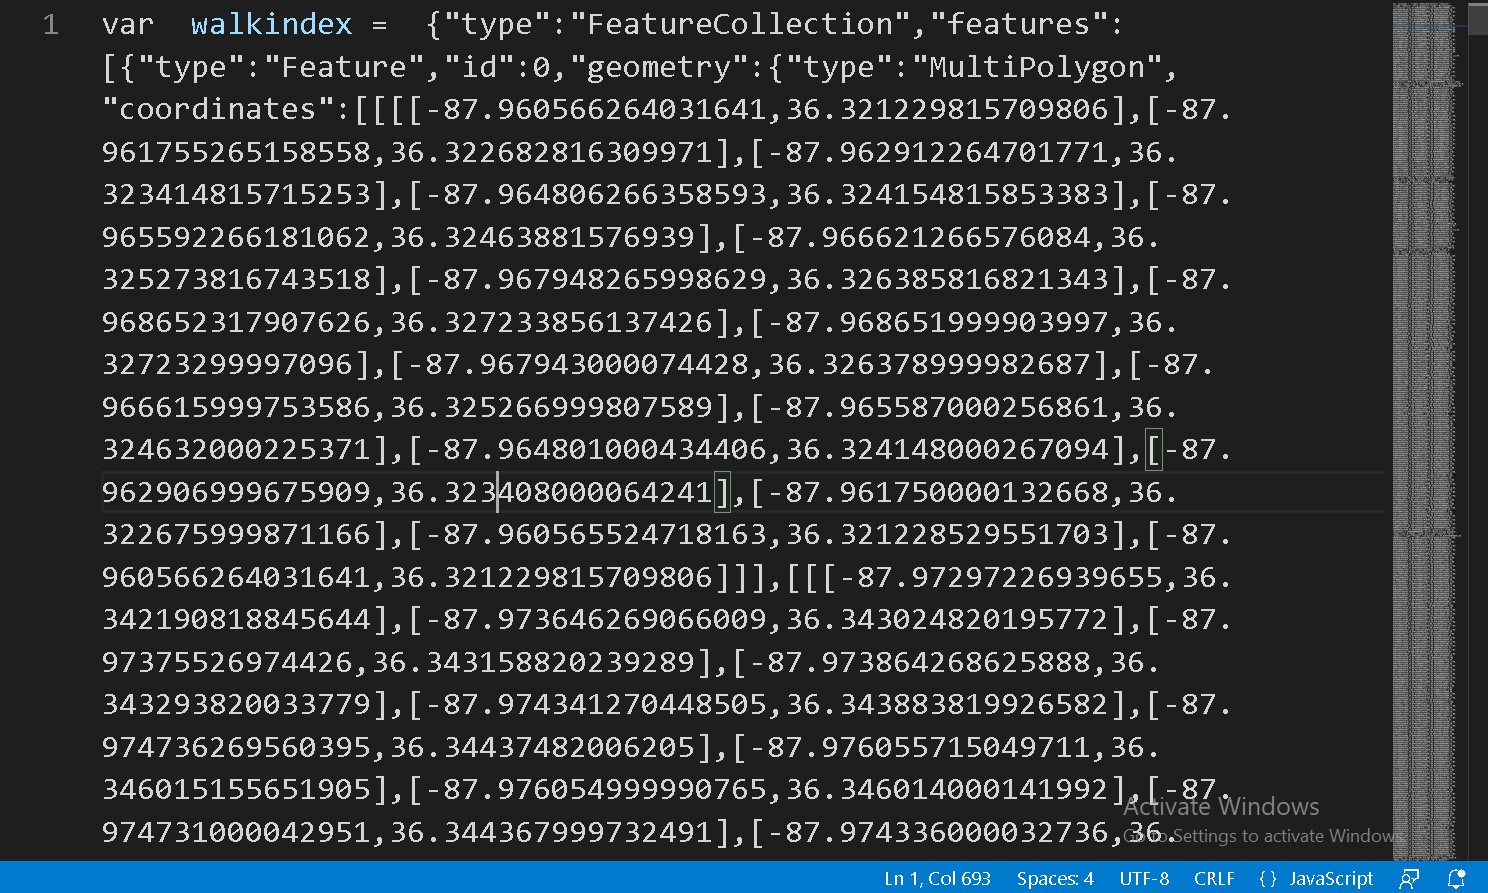 1 var  walkindex =  {"type":"FeatureCollection","features":
[{"type":"Feature","id":0,"geometry":{"type":"MultiPolygon",
"coordinates":[[[[-87.960566264031641,36.321229815709806],[-87.
961755265158558,36.322682816309971],[-87.962912264701771,36.
323414815715253],[-87.964806266358593,36.324154815853383],[-87.
965592266181062,36.32463881576939],[-87.966621266576084,36.
325273816743518],[-87.967948265998629,36.326385816821343],[-87.
968652317907626,36.327233856137426],[-87.968651999903997,36.
32723299997096],[-87.967943000074428,36.326378999982687],[-87.
966615999753586,36.325266999807589],[-87.965587000256861,36.
324632000225371],[-87.964801000434406,36.324148000267094],[-87.
962906999675909,36.323408000064241],[-87.961750000132668,36.
322675999871166],[-87.960565524718163,36.321228529551703],[-87.
960566264031641,36.321229815709806]]],[[[-87.97297226939655,36.
342190818845644],[-87.973646269066009,36.343024820195772],[-87.
97375526974426,36.343158820239289],[-87.973864268625888,36.
343293820033779],[-87.974341270448505,36.343883819926582],[-87.
974736269560395,36.34437482006205],[-87.976055715049711,36.
346015155651905],[-87.976054999990765,36.346014000141992],[-87.
974731000042951,36.344367999732491],[-87.974336000032736,36.
Activate Windows
Go to Settings to activate Windows.
Ln 1, Col 693 Spaces: 4 UTF-8 CRLF {} JavaScript